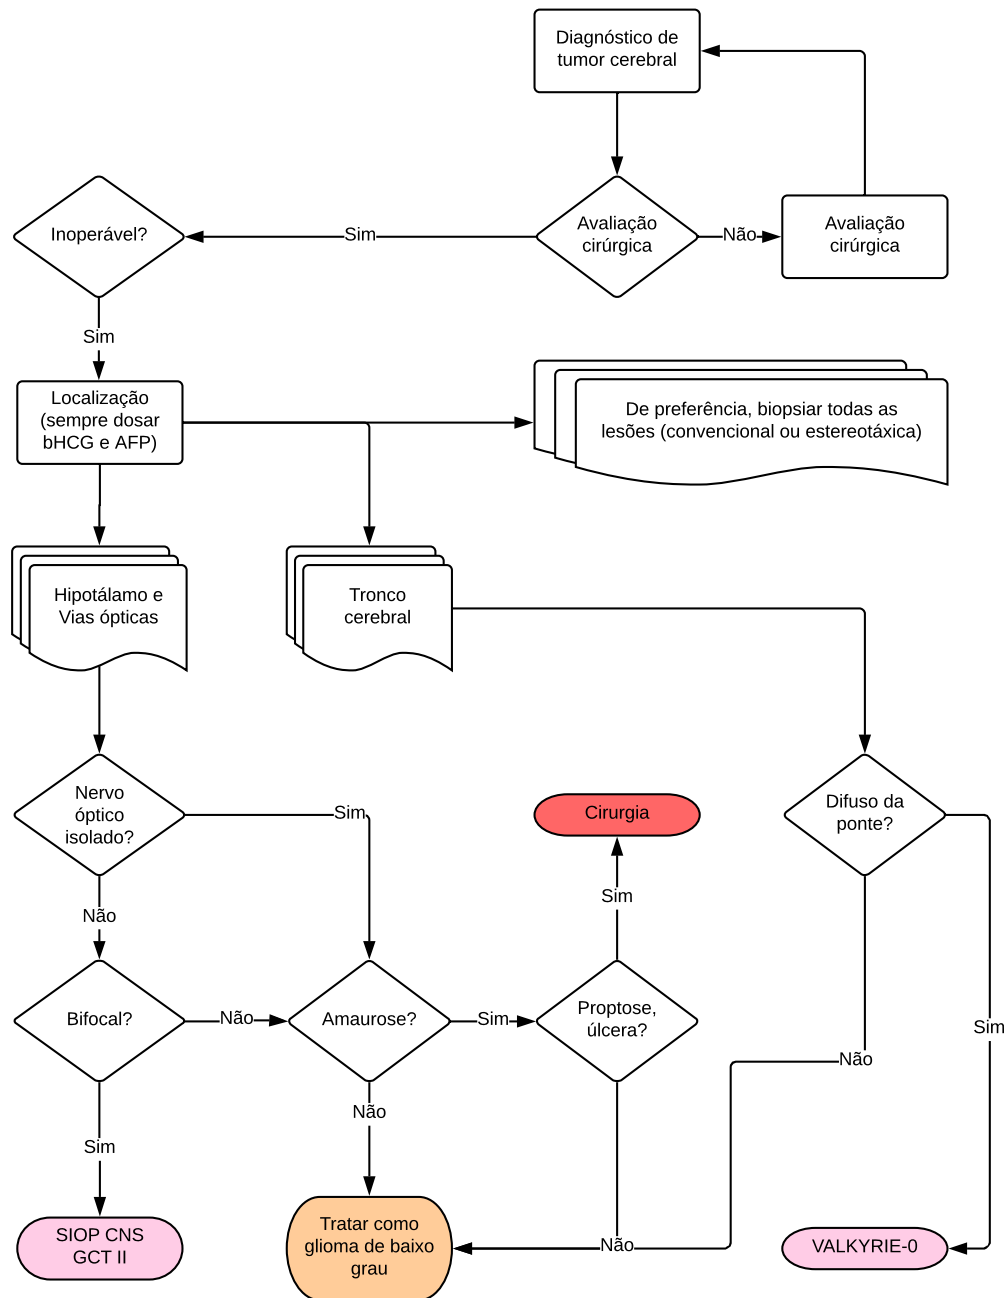 Diagnóstico de
tumor cerebral
Inoperável?
Sim
Avaliação
cirúrgica
Não
Avaliação
cirúrgica
Sim
Localização
(sempre dosar
bHCG e AFP)
De preferência, biopsiar todas as
lesões (convencional ou estereotáxica)
Hipotálamo e
Vias ópticas
Tronco
cerebral
Nervo
óptico
isolado?
Sim
Cirurgia
Difuso da
ponte?
Não
Sim
Bifocal?
Não
Amaurose?
Sim
Proptose,
úlcera?
Sim
Não
Não
Sim
SIOP CNS
GCT II
Tratar como
glioma de baixo
grau
Não
VALKYRIE-0